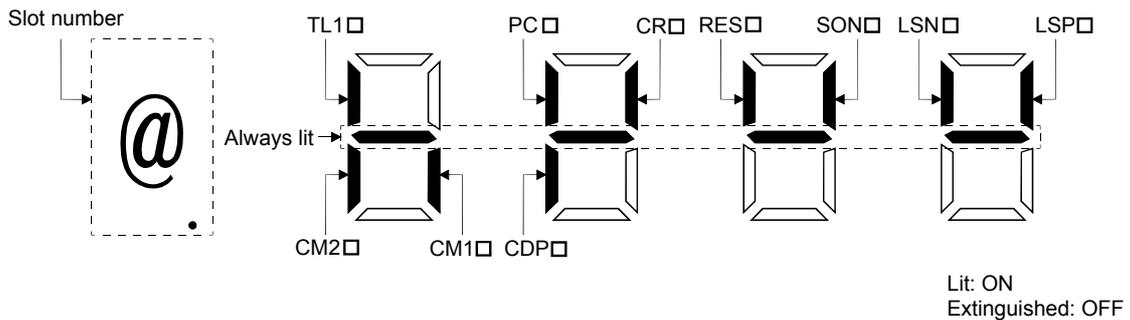 Slot number
TL1□ PC□ CR□ RES□ SON□ LSN□ LSP□
@.
Always lit
CM2□ CM1□ CDP□
Lit: ON
Extinguished: OFF